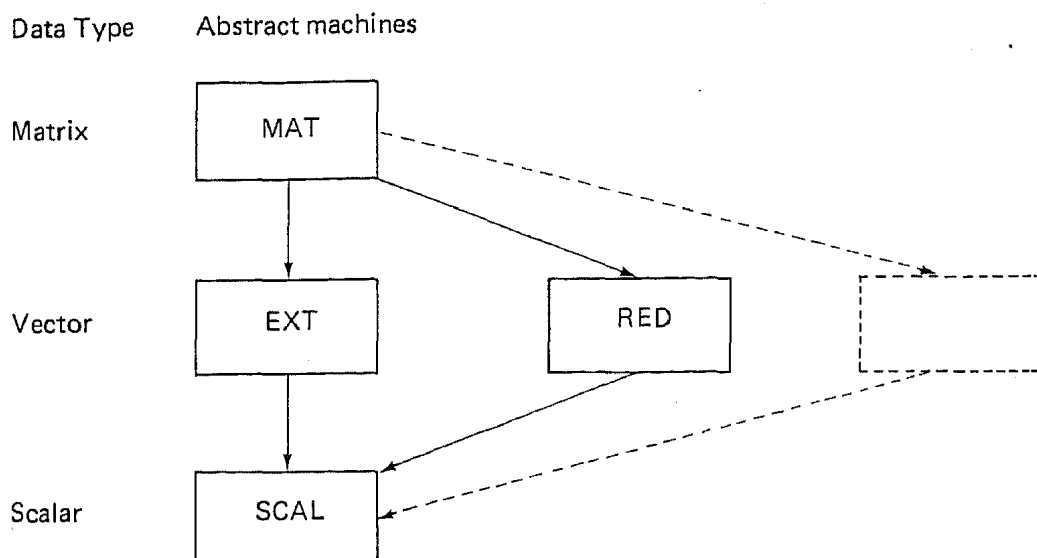 Data Type Abstract machines
Matrix MAT
Vector EXT RED
Scalar SCAL